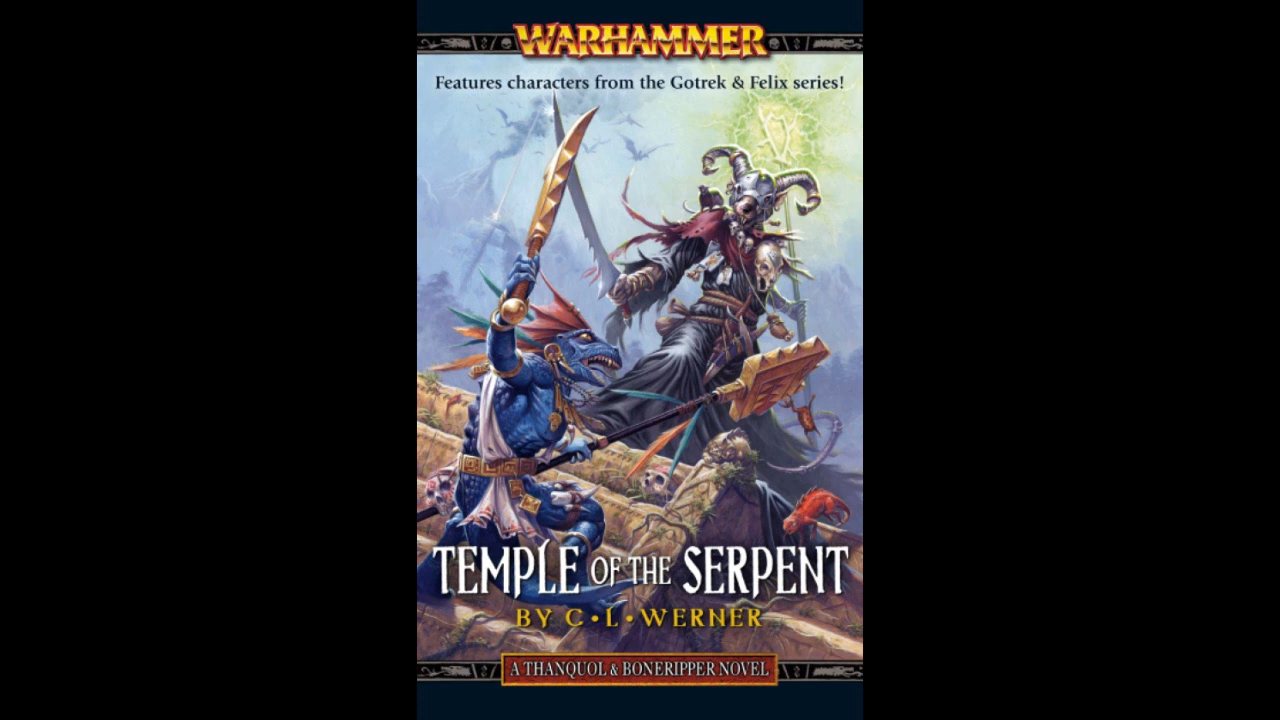 WARHAMMER
Features characters from the Gotrek & Felix series!
TEMPLE OF THE SERPENT
BY C•L•WERNER
A THANQUOL & BONERIPPER NOVEL